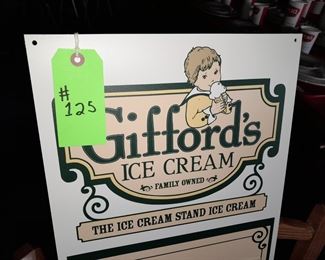 # 125
Gifford's
ICE CREAM
FAMILY OWNED
THE ICE CREAM STAND ICE CREAM